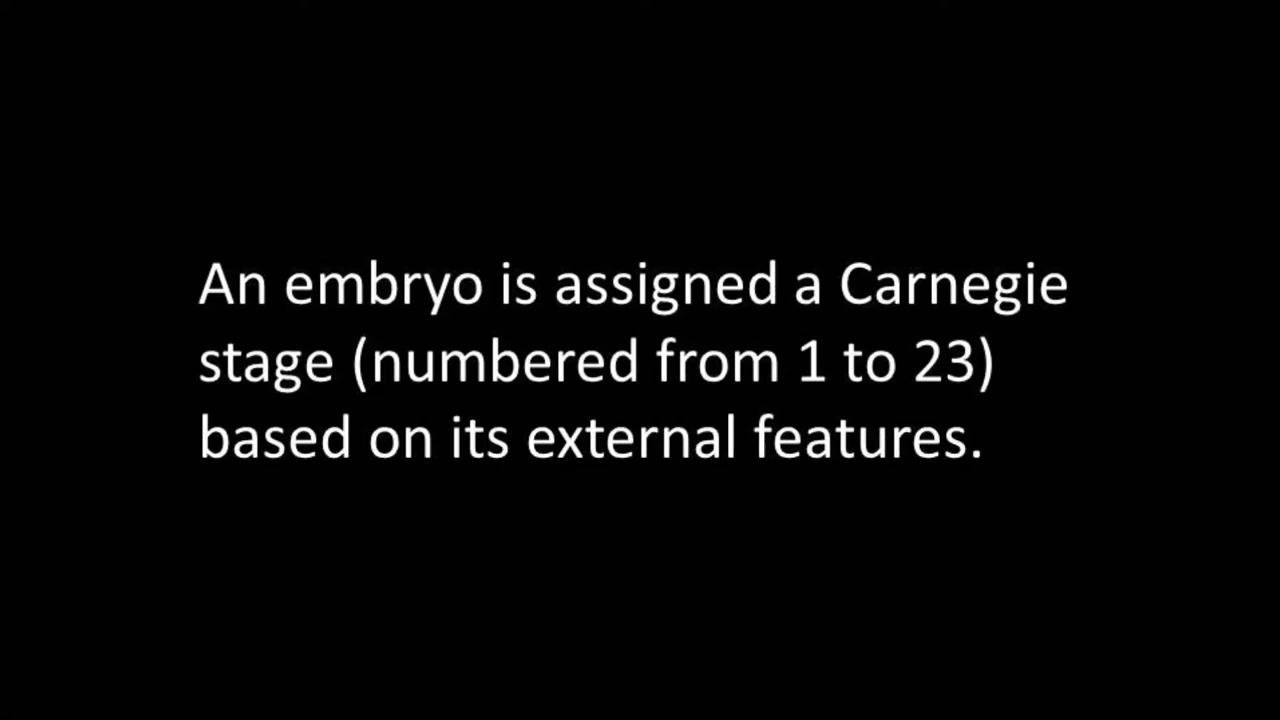 An embryo is assigned a Carnegie
stage (numbered from 1 to 23)
based on its external features.